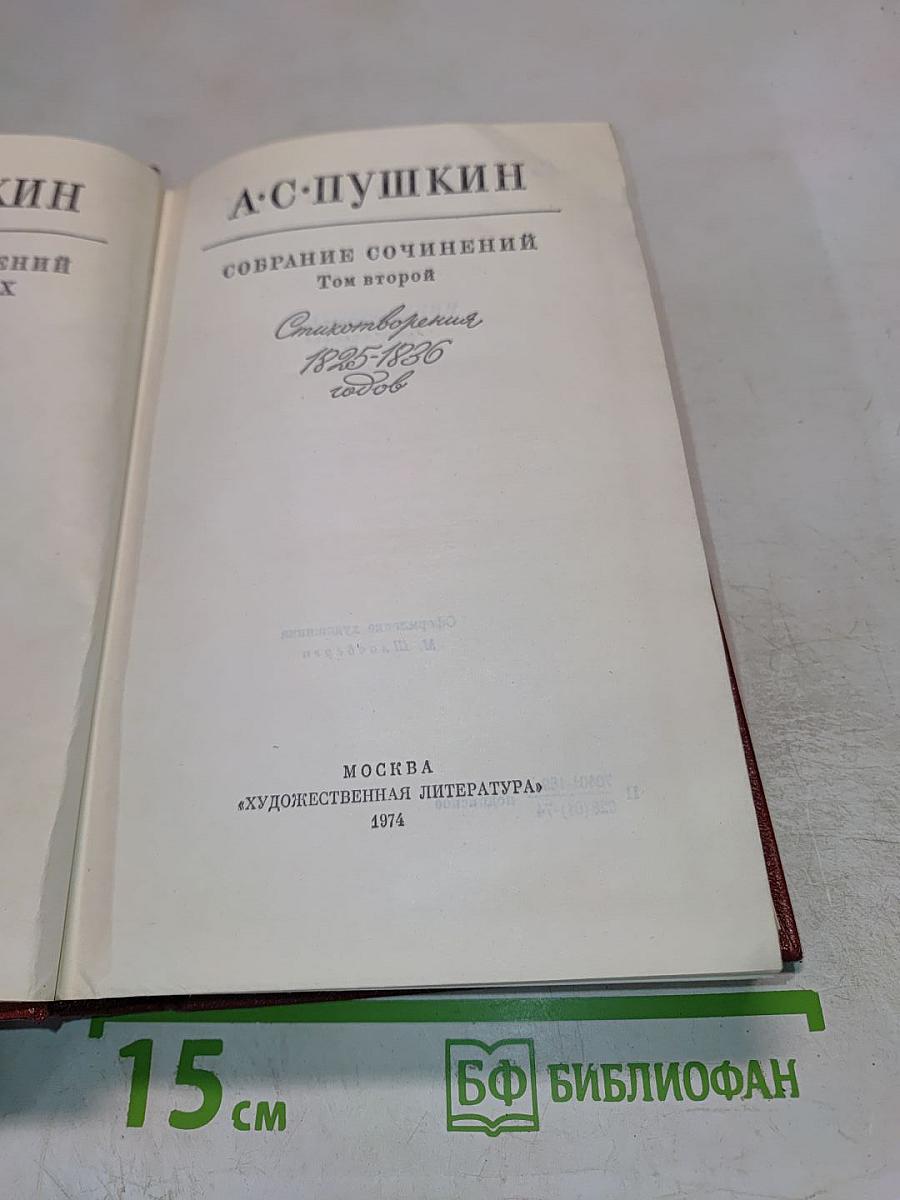 КИН
ЕНИЙ
Х
А·С·ПУШКИН
СОБРАНИЕ СОЧИНЕНИЙ
Том второй
Стихотворения
1825-1836
годов
МОСКВА
«ХУДОЖЕСТВЕННАЯ ЛИТЕРАТУРА»
1974
15 см
БФ БИБЛИОФАН